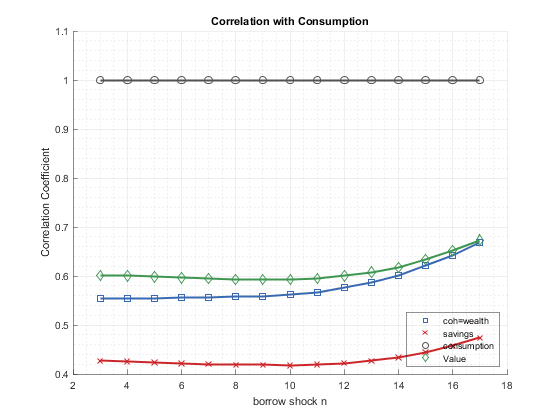 Correlation with Consumption
1.1
1
0.9
0.8
0.7
0.6
0.5
0.4
Correlation Coefficient
2 4 6 8 10 12 14 16 18
borrow shock n
coh=wealth
savings
consumption
Value